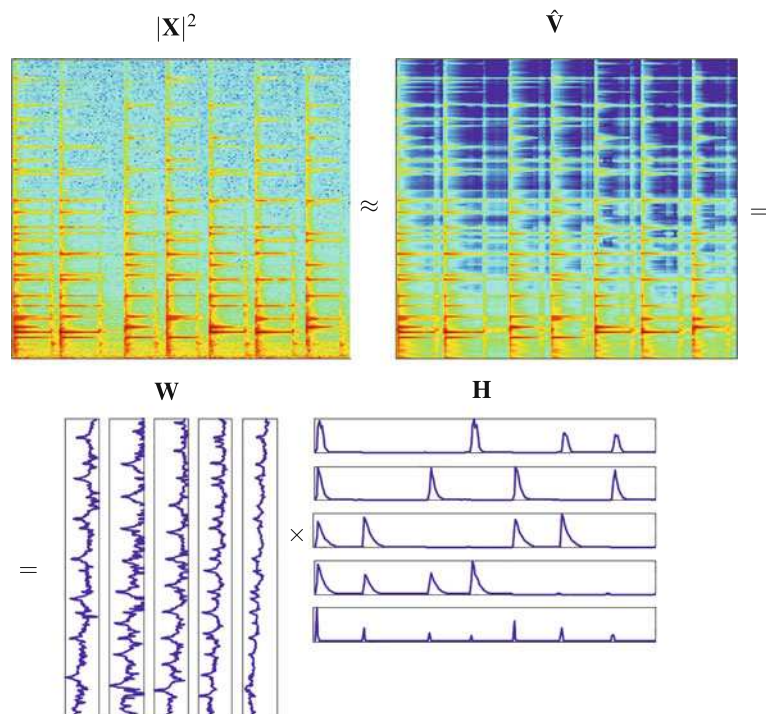 |X|² V̂
≈ =
W H
= ×